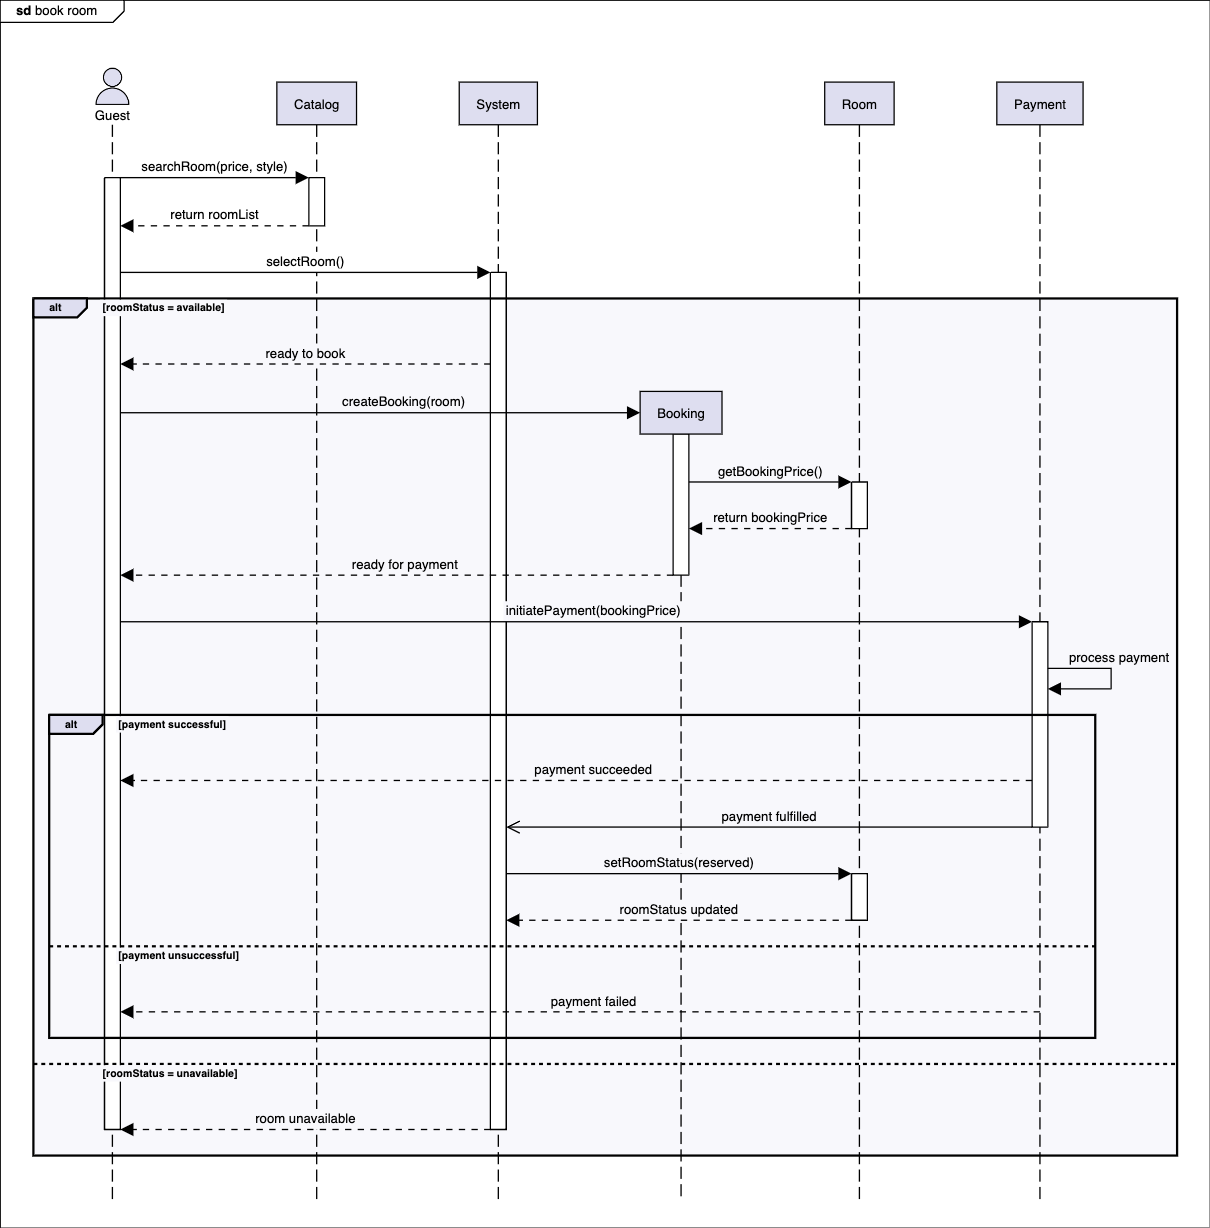 sd book room
Guest
Catalog
System
Room
Payment
searchRoom(price, style)
return roomList
selectRoom()
alt
[roomStatus = available]
ready to book
createBooking(room)
Booking
getBookingPrice()
return bookingPrice
ready for payment
initiatePayment(bookingPrice)
process payment
alt
[payment successful]
payment succeeded
payment fulfilled
setRoomStatus(reserved)
roomStatus updated
[payment unsuccessful]
payment failed
[roomStatus = unavailable]
room unavailable